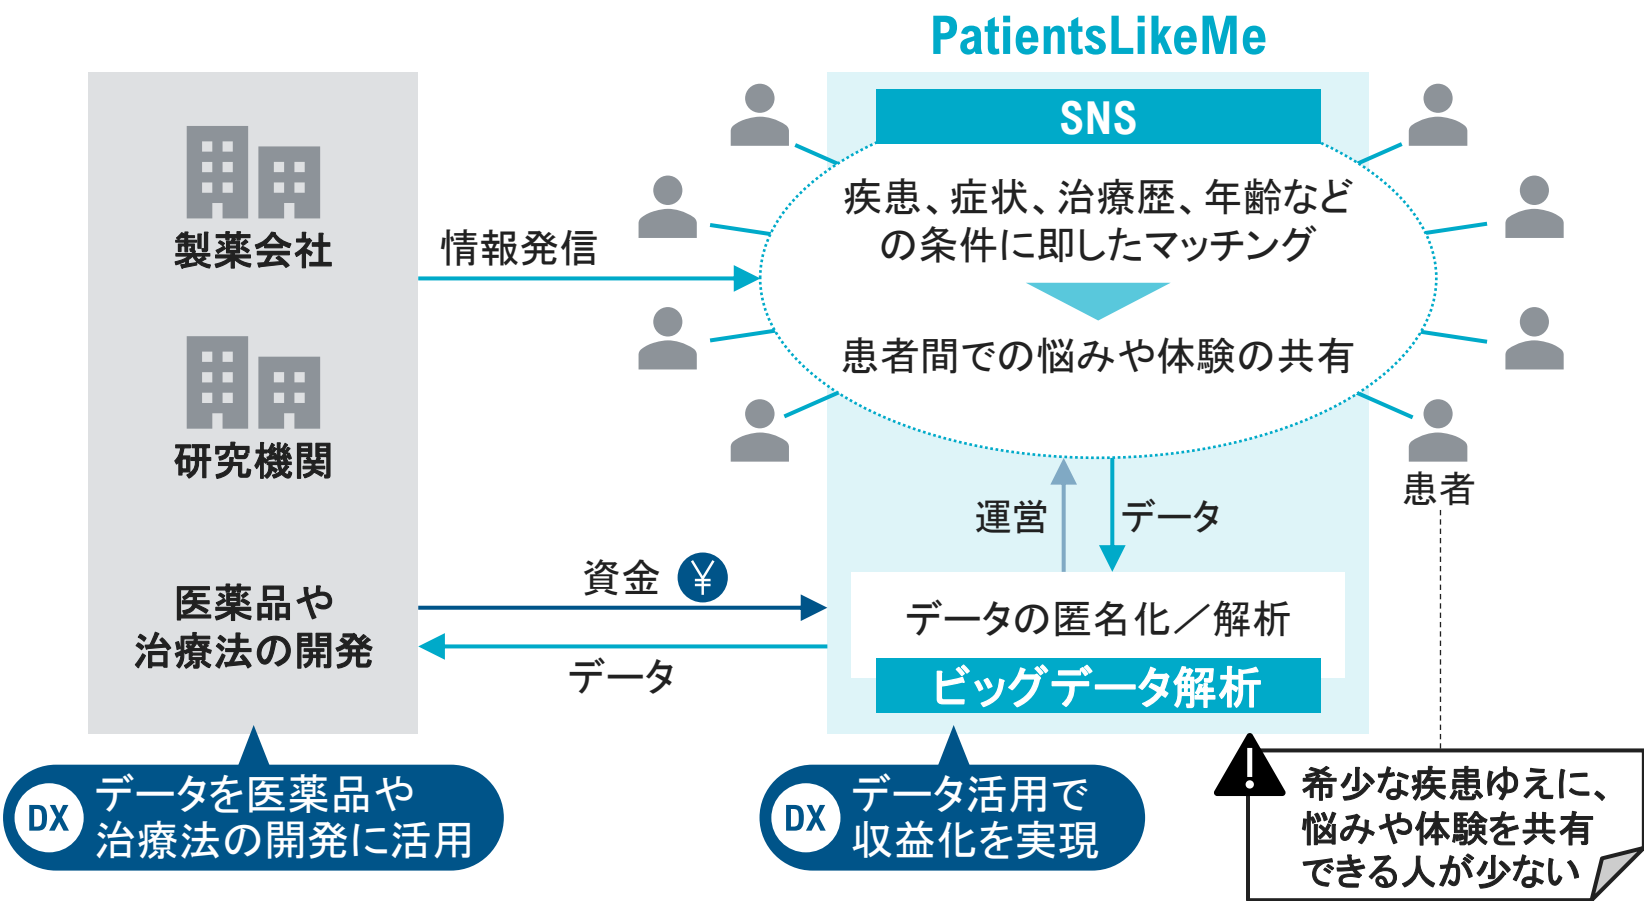 PatientsLikeMe
SNS
疾患、症状、治療歴、年齢など
の条件に即したマッチング
患者間での悩みや体験の共有
製薬会社
情報発信
研究機関
患者
運営
データ
資金
¥
医薬品や
治療法の開発
データ
データの匿名化／解析
ビッグデータ解析
DX
データを医薬品や
治療法の開発に活用
DX
データ活用で
収益化を実現
!
希少な疾患ゆえに、
悩みや体験を共有
できる人が少ない